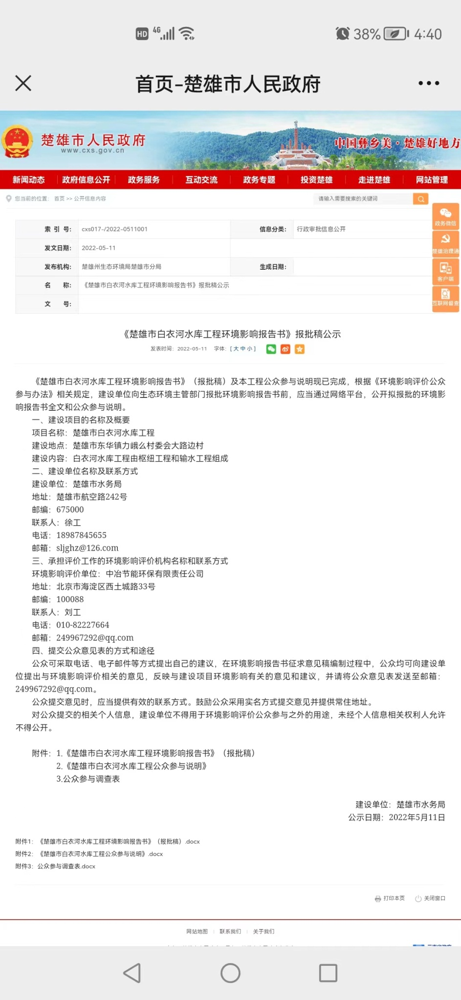 HD 4G 38% 4:40
首页-楚雄市人民政府
楚雄市人民政府
www.cxs.gov.cn
中国彝乡美·楚雄好地方
新闻动态 政府信息公开 政务服务 互动交流 政务专题 投资楚雄 走进楚雄 网站管理
您当前的位置： 首页 >> 公开信息内容 请输入需要搜索的关键词
政务微信
楚雄治理通
客户端
互联网督查
索 引 号： cxs017-/2022-0511001 信息分类： 行政审批信息公开
发文日期： 2022-05-11
发布机构： 楚雄州生态环境局楚雄市分局 生成日期：
名 称： 《楚雄市白衣河水库工程环境影响报告书》报批稿公示
文 号：
《楚雄市白衣河水库工程环境影响报告书》报批稿公示
发表时间：2022-05-11 字体：[ 大 中 小 ]
《楚雄市白衣河水库工程环境影响报告书》（报批稿）及本工程公众参与说明现已完成，根据《环境影响评价公众
参与办法》相关规定，建设单位向生态环境主管部门报批环境影响报告书前，应当通过网络平台，公开拟报批的环境影
响报告书全文和公众参与说明。
一、建设项目的名称及概要
项目名称：楚雄市白衣河水库工程
建设地点：楚雄市东华镇力峨么村委会大路边村
建设内容：白衣河水库工程由枢纽工程和输水工程组成
二、建设单位名称及联系方式
建设单位：楚雄市水务局
地址：楚雄市航空路242号
邮编：675000
联系人：徐工
电话：18987845655
邮箱：sljghz@126.com
三、承担评价工作的环境影响评价机构名称和联系方式
环境影响评价单位：中冶节能环保有限责任公司
地址：北京市海淀区西土城路33号
邮编：100088
联系人：刘工
电话：010-82227664
邮箱：249967292@qq.com
四、提交公众意见表的方式和途径
公众可采取电话、电子邮件等方式提出自己的建议，在环境影响报告书征求意见稿编制过程中，公众均可向建设单
位提出与环境影响评价相关的意见，反映与建设项目环境影响有关的意见和建议，并请将公众意见表发送至邮箱：
249967292@qq.com。
公众提交意见时，应当提供有效的联系方式。鼓励公众采用实名方式提交意见并提供常住地址。
对公众提交的相关个人信息，建设单位不得用于环境影响评价公众参与之外的用途，未经个人信息相关权利人允许
不得公开。
附件：1.《楚雄市白衣河水库工程环境影响报告书》（报批稿）
2.《楚雄市白衣河水库工程公众参与说明》
3.公众参与调查表
建设单位：楚雄市水务局
公示日期：2022年5月11日
附件1：《楚雄市白衣河水库工程环境影响报告书》（报批稿）.docx
附件2：《楚雄市白衣河水库工程公众参与说明》.docx
附件3：公众参与调查表.docx
打印本页 关闭窗口
网站地图 | 联系我们 | 关于我们